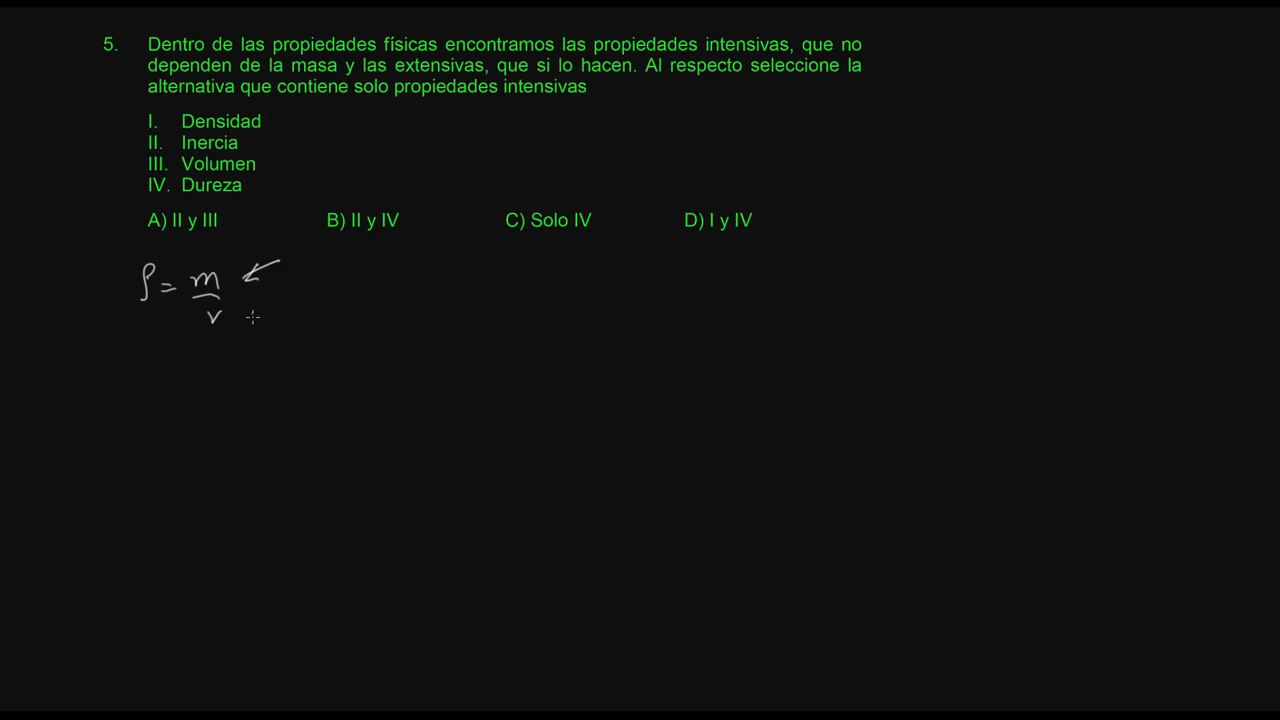 5. Dentro de las propiedades físicas encontramos las propiedades intensivas, que no
dependen de la masa y las extensivas, que si lo hacen. Al respecto seleccione la
alternativa que contiene solo propiedades intensivas
I. Densidad
II. Inercia
III. Volumen
IV. Dureza
A) II y III B) II y IV C) Solo IV D) I y IV
ρ = m
v